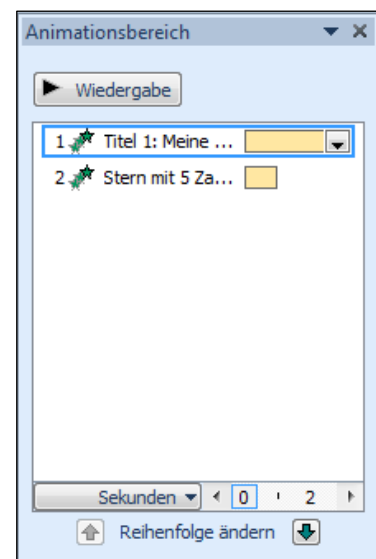 Animationsbereich
Wiedergabe
1 Titel 1: Meine ...
2 Stern mit 5 Za...
Sekunden 0 2
Reihenfolge ändern